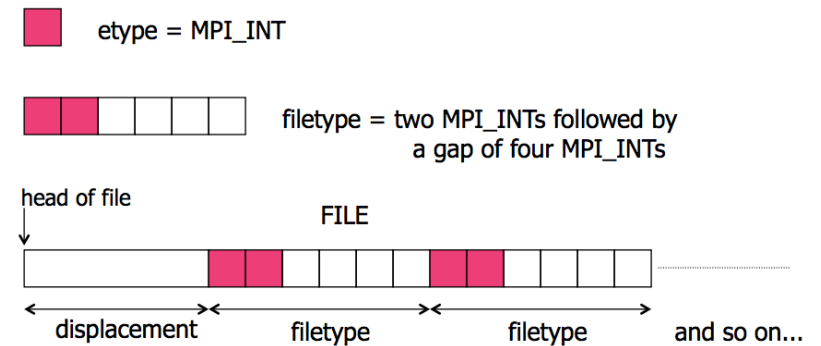 etype = MPI_INT
filetype = two MPI_INTs followed by
a gap of four MPI_INTs
head of file
FILE
displacement
filetype
filetype
and so on...